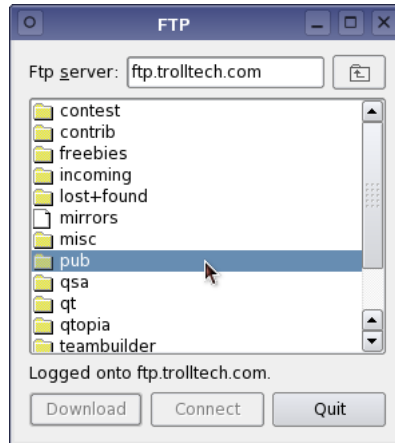 FTP
Ftp server: ftp.trolltech.com
contest
contrib
freebies
incoming
lost+found
mirrors
misc
pub
qsa
qt
qtopia
teambuilder
Logged onto ftp.trolltech.com.
Download Connect Quit